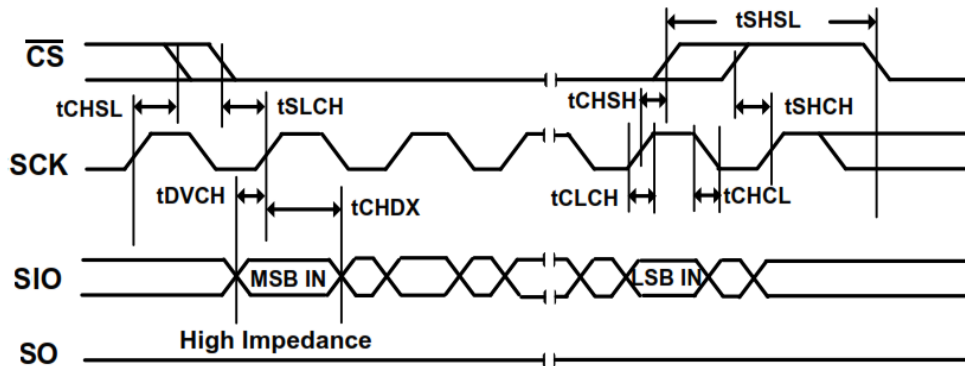 tSHSL
CS
tCHSL
tSLCH
tCHSH
tSHCH
SCK
tDVCH
tCHDX
tCLCH
tCHCL
SIO
MSB IN
LSB IN
High Impedance
SO